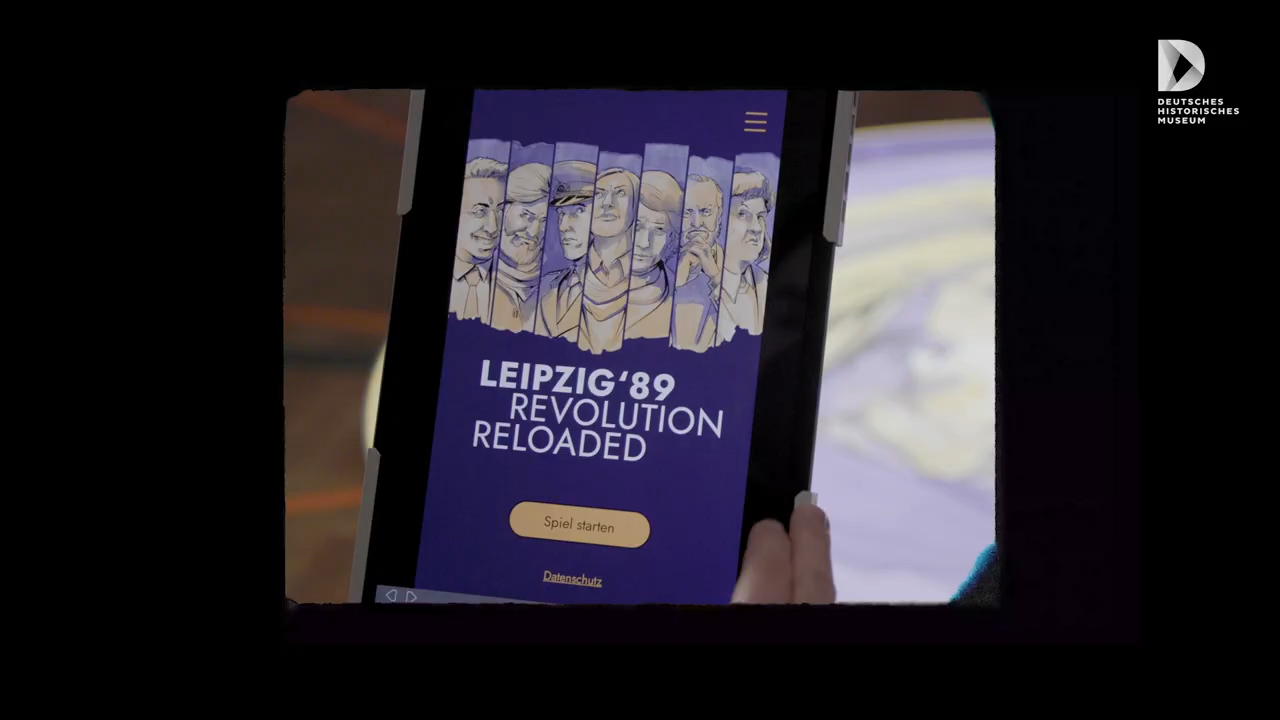 DEUTSCHES
HISTORISCHES
MUSEUM
LEIPZIG‘89
REVOLUTION
RELOADED
Spiel starten
Datenschutz